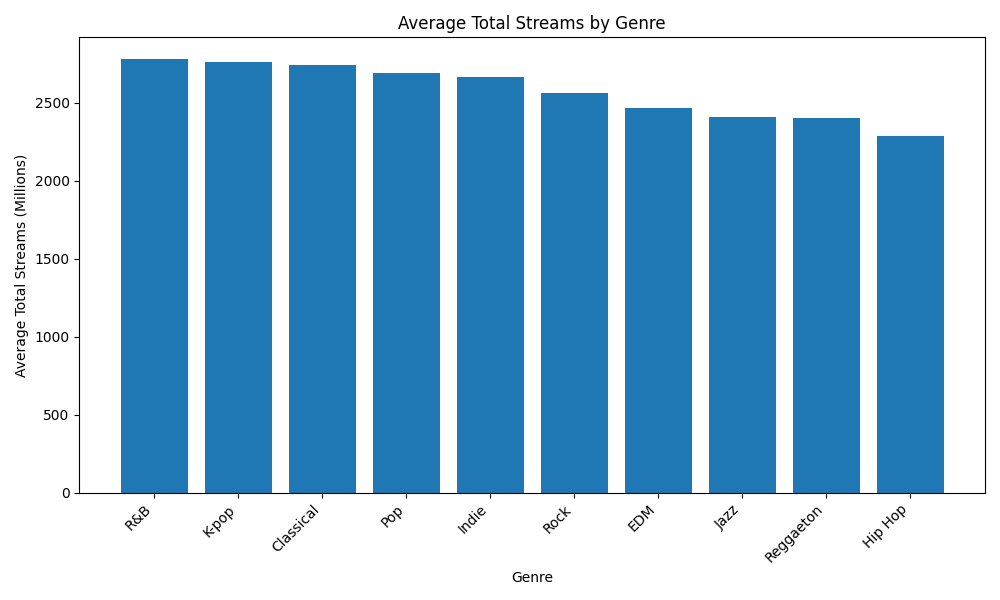 Average Total Streams by Genre
Average Total Streams (Millions)
2500
2000
1500
1000
500
0
R&B
K-pop
Classical
Pop
Indie
Rock
EDM
Jazz
Reggaeton
Hip Hop
Genre